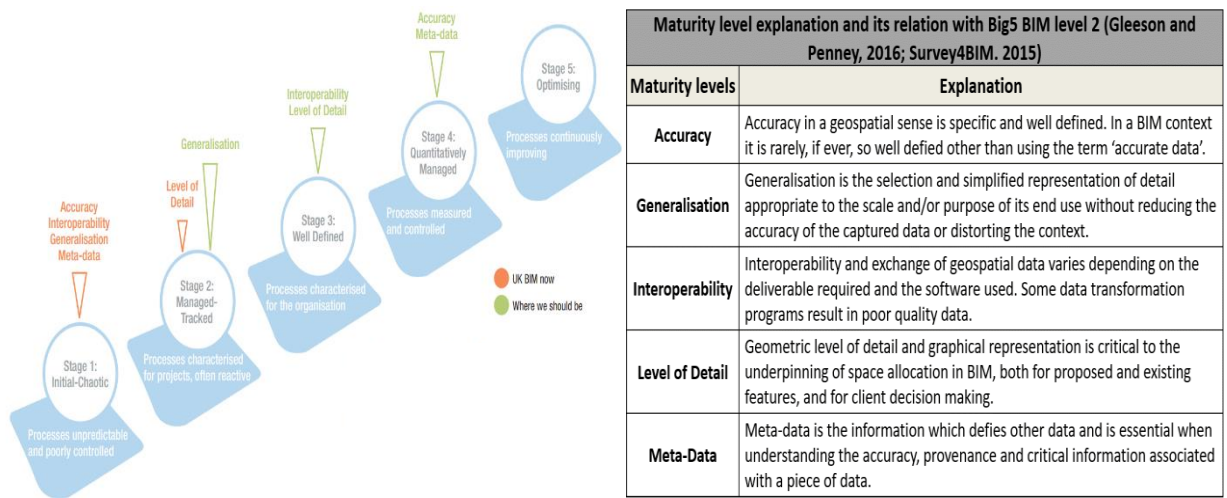 Accuracy
Meta-data
Interoperability
Level of Detail
Generalisation
Level of
Detail
Accuracy
Interoperability
Generalisation
Meta-data
Stage 5:
Optimising
Processes continuously
improving
Stage 4:
Quantitatively
Managed
Processes measured
and controlled
Stage 3:
Well Defined
Processes characterised
for the organisation
Stage 2:
Managed-
Tracked
Processes characterised
for projects, often reactive
Stage 1:
Initial-Chaotic
Processes unpredictable
and poorly controlled
UK BIM now
Where we should be
Maturity level explanation and its relation with Big5 BIM level 2 (Gleeson and
Penney, 2016; Survey4BIM. 2015)
Maturity levels Explanation
Accuracy
Accuracy in a geospatial sense is specific and well defined. In a BIM context
it is rarely, if ever, so well defied other than using the term ‘accurate data’.
Generalisation
Generalisation is the selection and simplified representation of detail
appropriate to the scale and/or purpose of its end use without reducing the
accuracy of the captured data or distorting the context.
Interoperability
Interoperability and exchange of geospatial data varies depending on the
deliverable required and the software used. Some data transformation
programs result in poor quality data.
Level of Detail
Geometric level of detail and graphical representation is critical to the
underpinning of space allocation in BIM, both for proposed and existing
features, and for client decision making.
Meta-Data
Meta-data is the information which defies other data and is essential when
understanding the accuracy, provenance and critical information associated
with a piece of data.